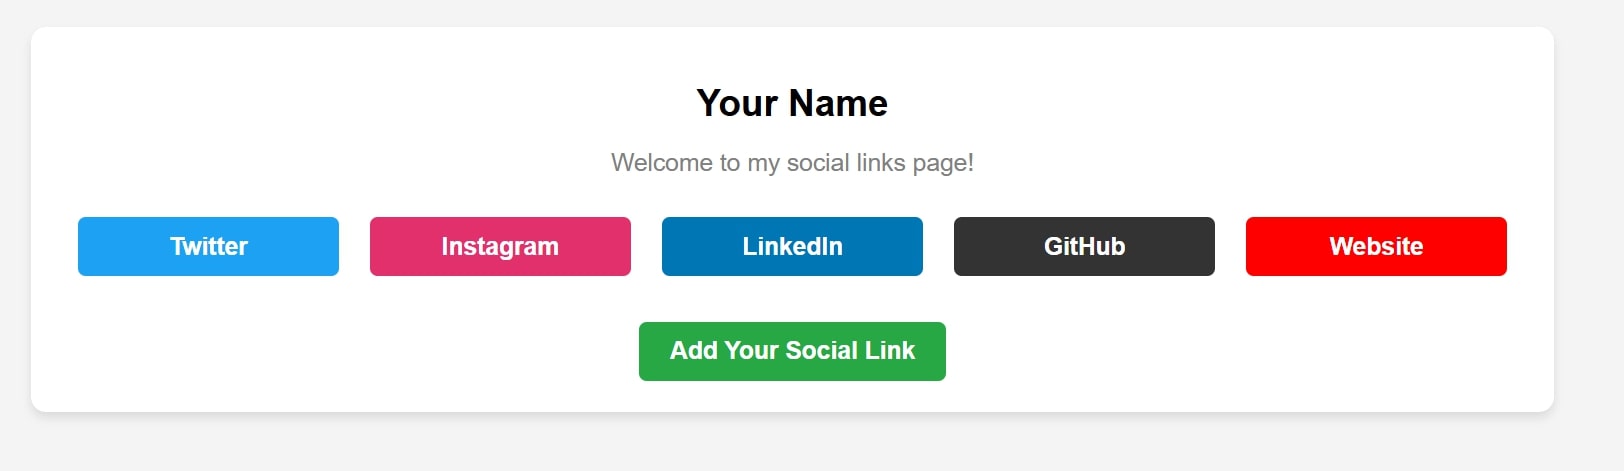 Your Name
Welcome to my social links page!
Twitter
Instagram
LinkedIn
GitHub
Website
Add Your Social Link